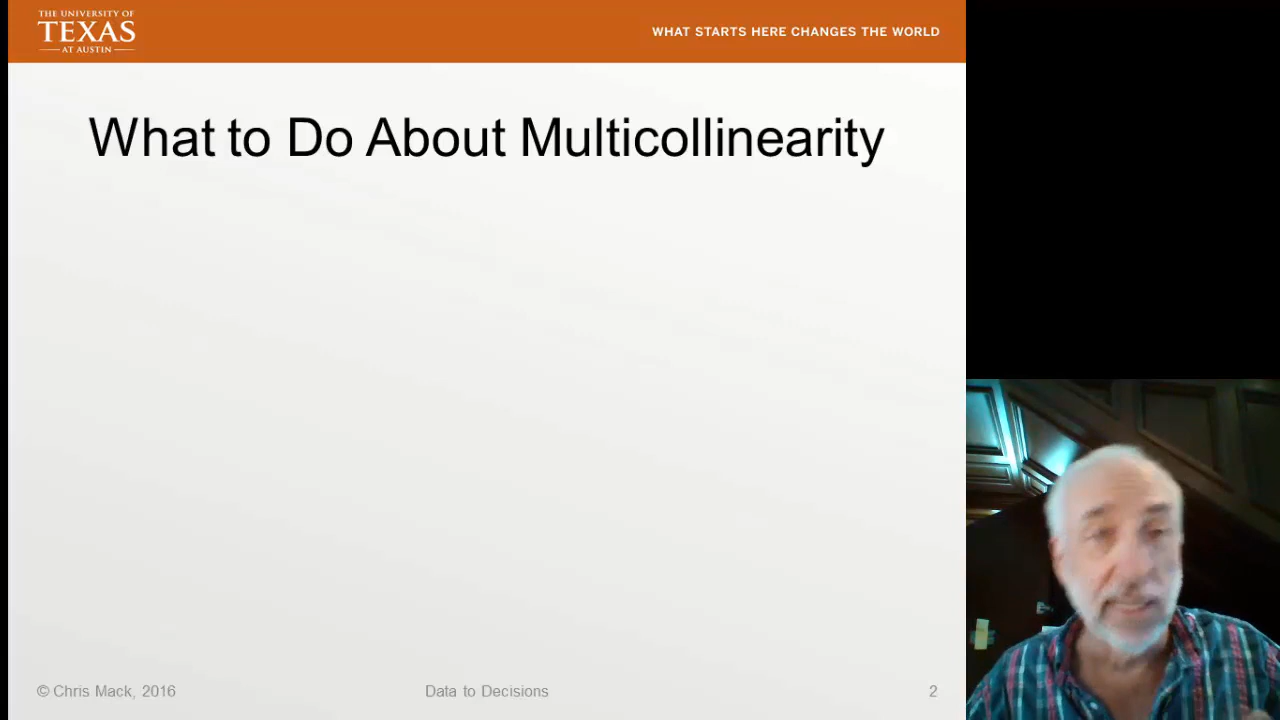 THE UNIVERSITY OF
TEXAS
AT AUSTIN
WHAT STARTS HERE CHANGES THE WORLD
What to Do About Multicollinearity
© Chris Mack, 2016
Data to Decisions
2